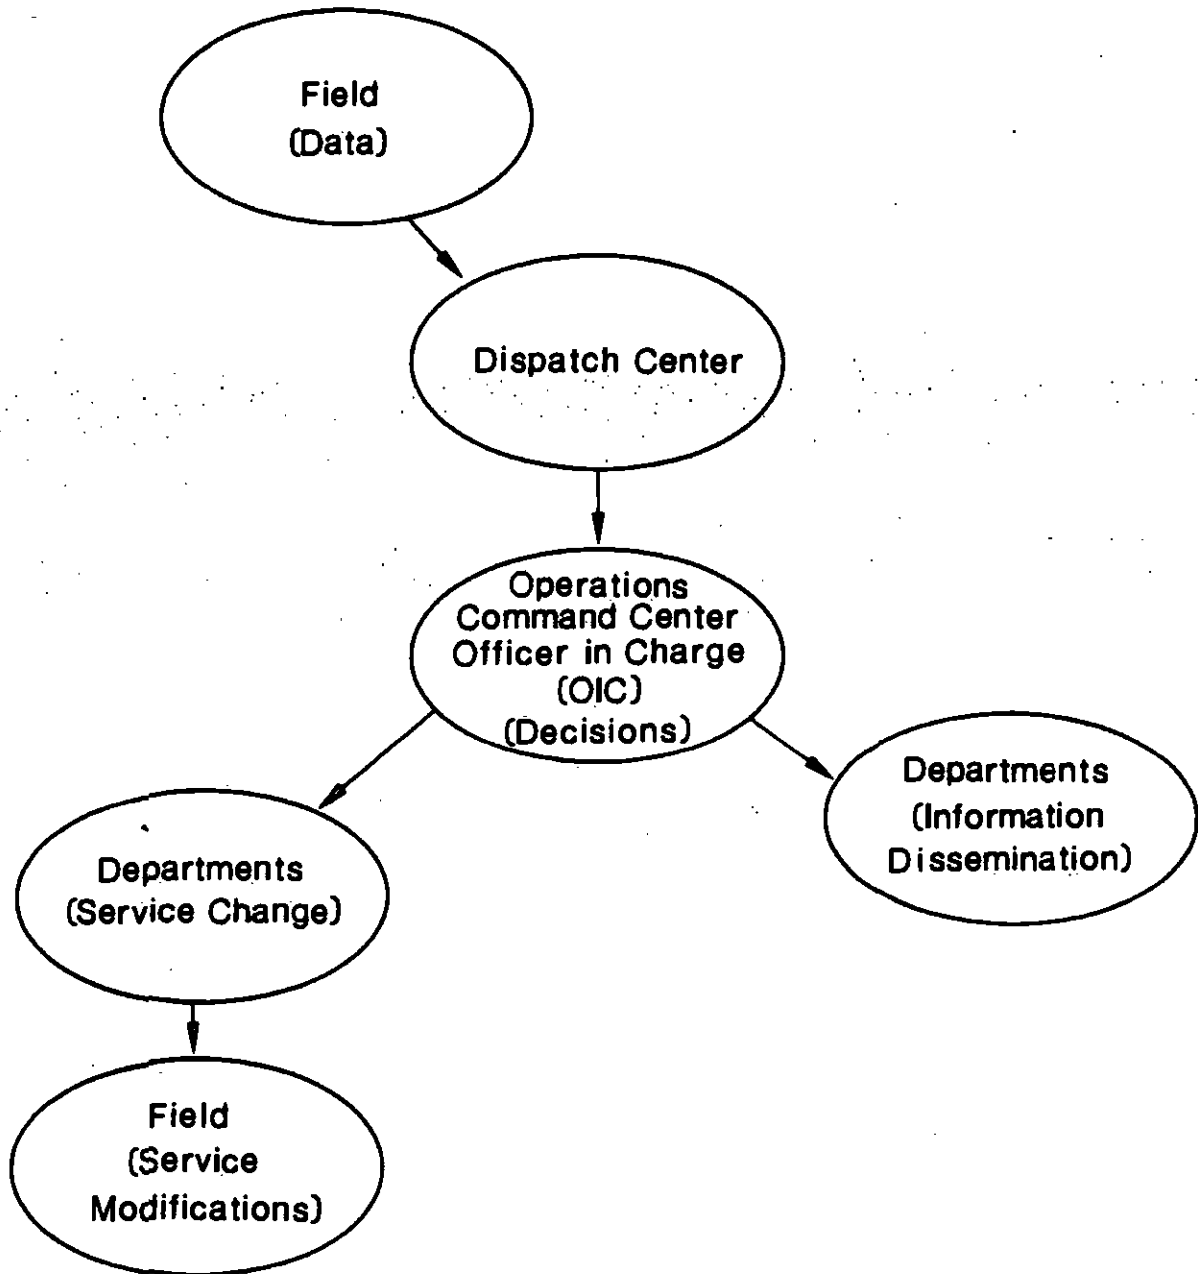 Field
(Data)
Dispatch Center
Operations
Command Center
Officer in Charge
(OIC)
(Decisions)
Departments
(Information
Dissemination)
Departments
(Service Change)
Field
(Service
Modifications)